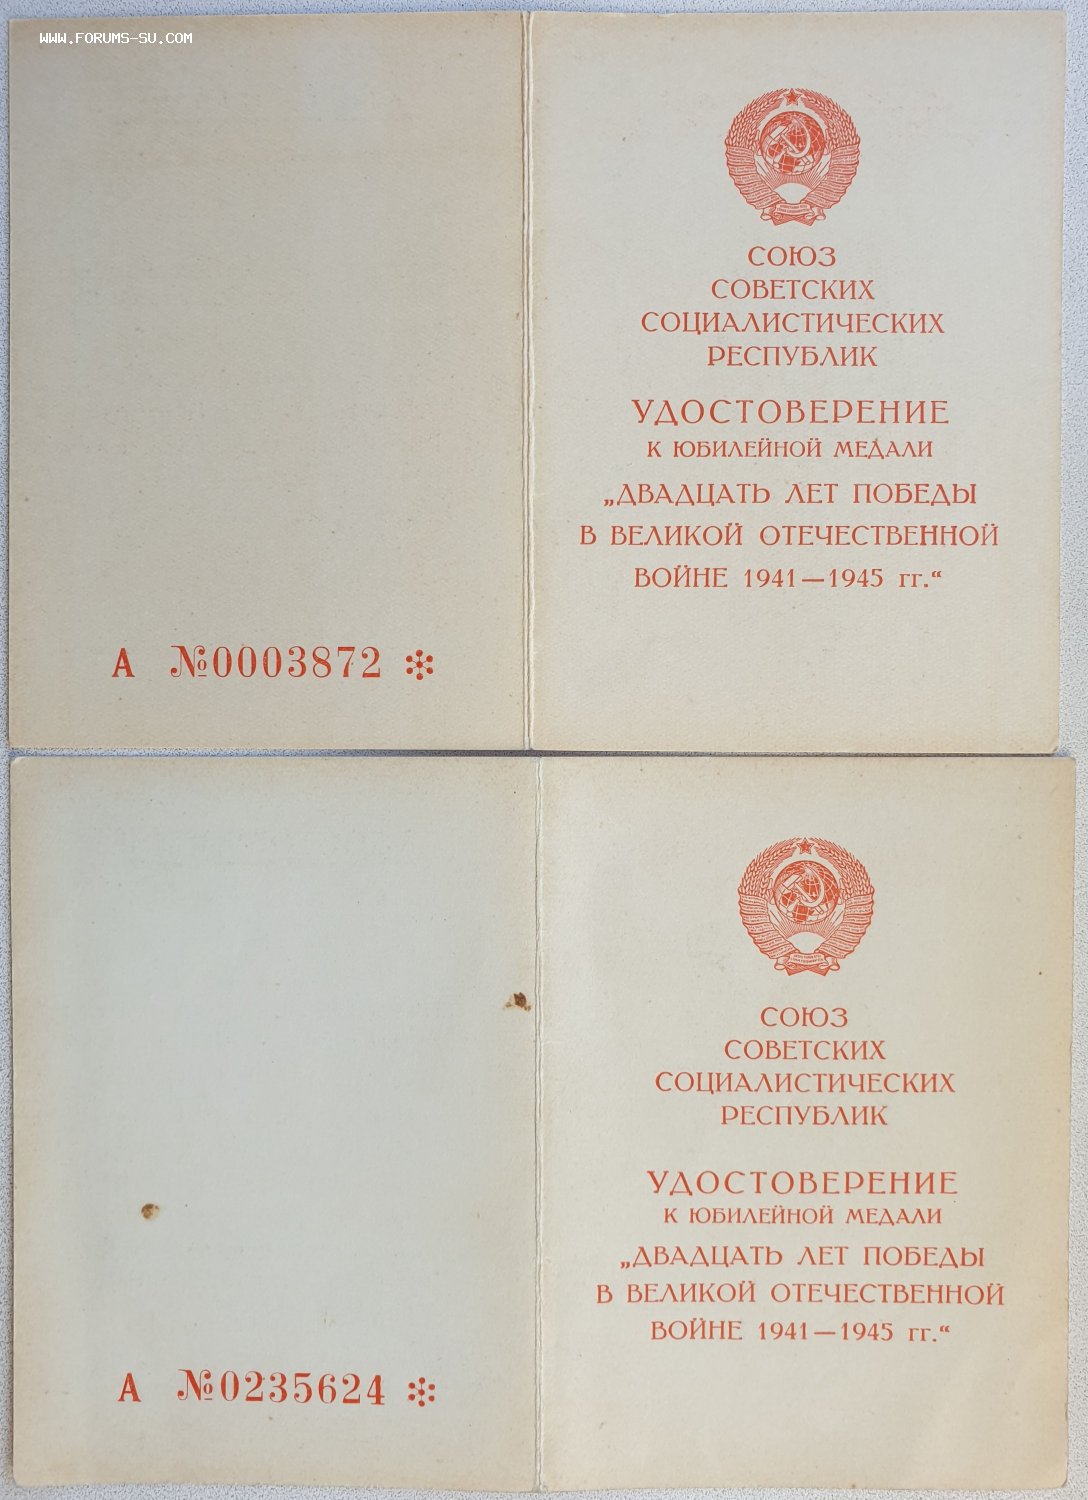 WWW.FORUMS-SU.COM
СОЮЗ
СОВЕТСКИХ
СОЦИАЛИСТИЧЕСКИХ
РЕСПУБЛИК
УДОСТОВЕРЕНИЕ
К ЮБИЛЕЙНОЙ МЕДАЛИ
„ДВАДЦАТЬ ЛЕТ ПОБЕДЫ
В ВЕЛИКОЙ ОТЕЧЕСТВЕННОЙ
ВОЙНЕ 1941—1945 гг.“
А №0003872
СОЮЗ
СОВЕТСКИХ
СОЦИАЛИСТИЧЕСКИХ
РЕСПУБЛИК
УДОСТОВЕРЕНИЕ
К ЮБИЛЕЙНОЙ МЕДАЛИ
„ДВАДЦАТЬ ЛЕТ ПОБЕДЫ
В ВЕЛИКОЙ ОТЕЧЕСТВЕННОЙ
ВОЙНЕ 1941—1945 гг.“
А №0235624